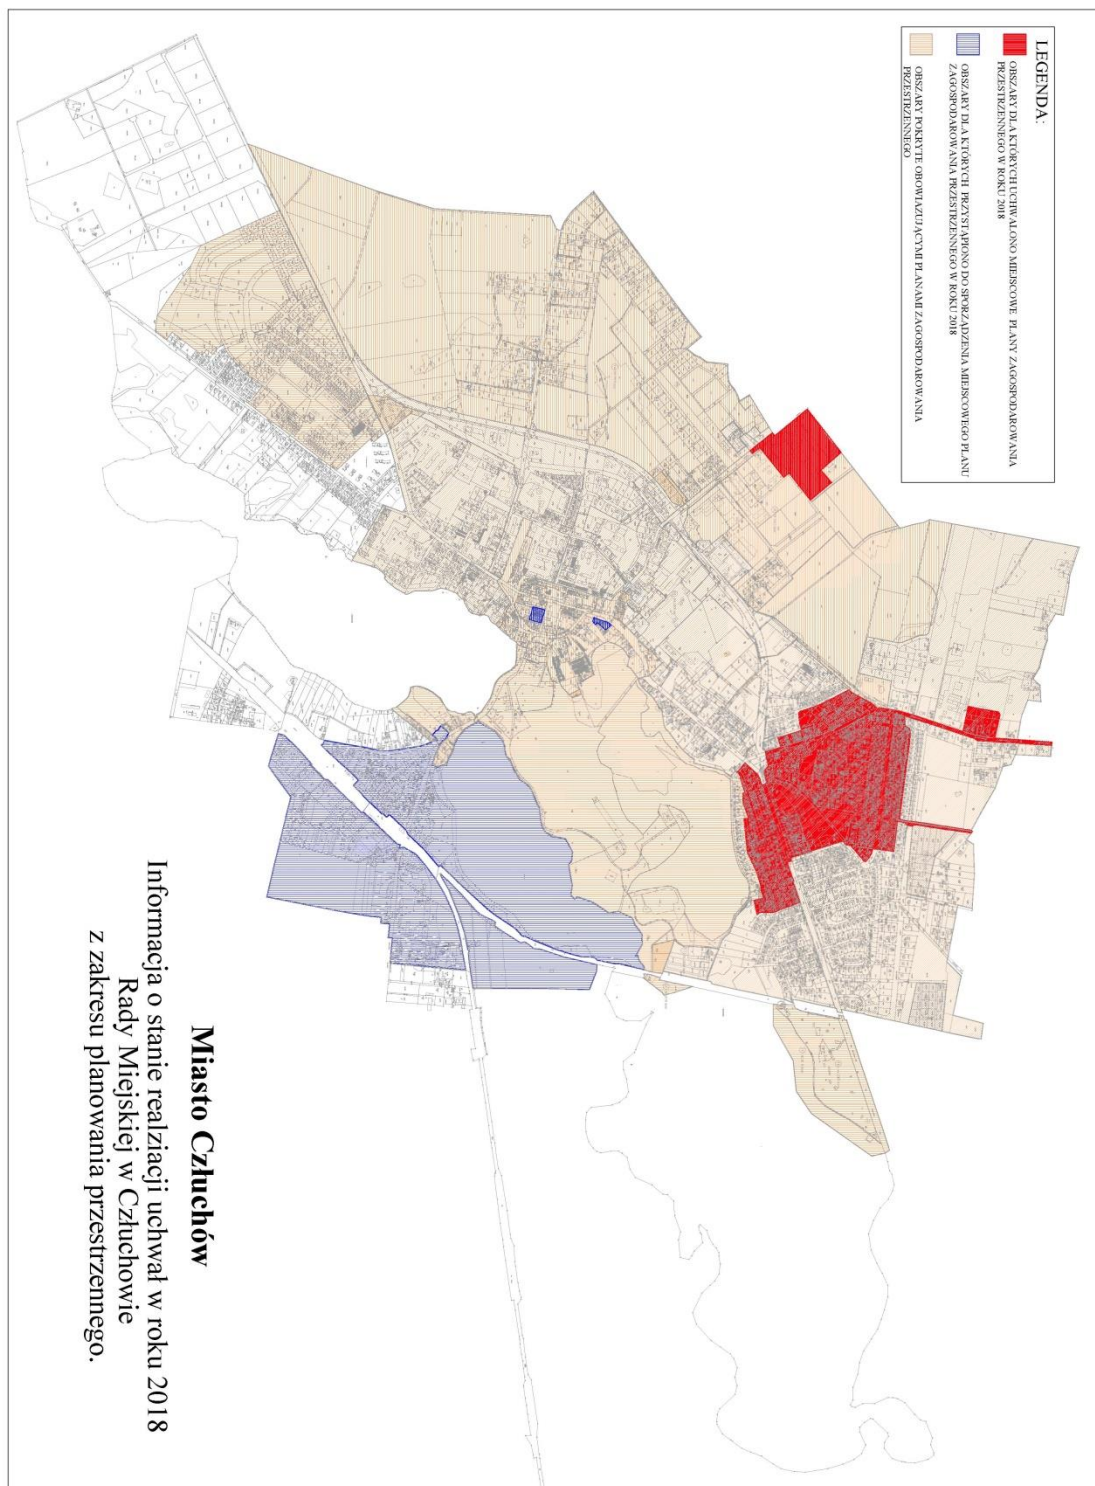 LEGENDA:
OBSZARY DLA KTÓRYCH UCHWALONO MIEJSCOWE PLANY ZAGOSPODAROWANIA
PRZESTRZENNEGO W ROKU 2018
OBSZARY DLA KTÓRYCH PRZYSTĄPIONO DO SPORZĄDZENIA MIEJSCOWEGO PLANU
ZAGOSPODAROWANIA PRZESTRZENNEGO W ROKU 2018
OBSZARY POKRYTE OBOWIAZUJĄCYMI PLANAMI ZAGOSPODAROWANIA
PRZESTRZENNEGO
Miasto Człuchów
Informacja o stanie realziacji uchwał w roku 2018
Rady Miejskiej w Człuchowie
z zakresu planowania przestrzennego.